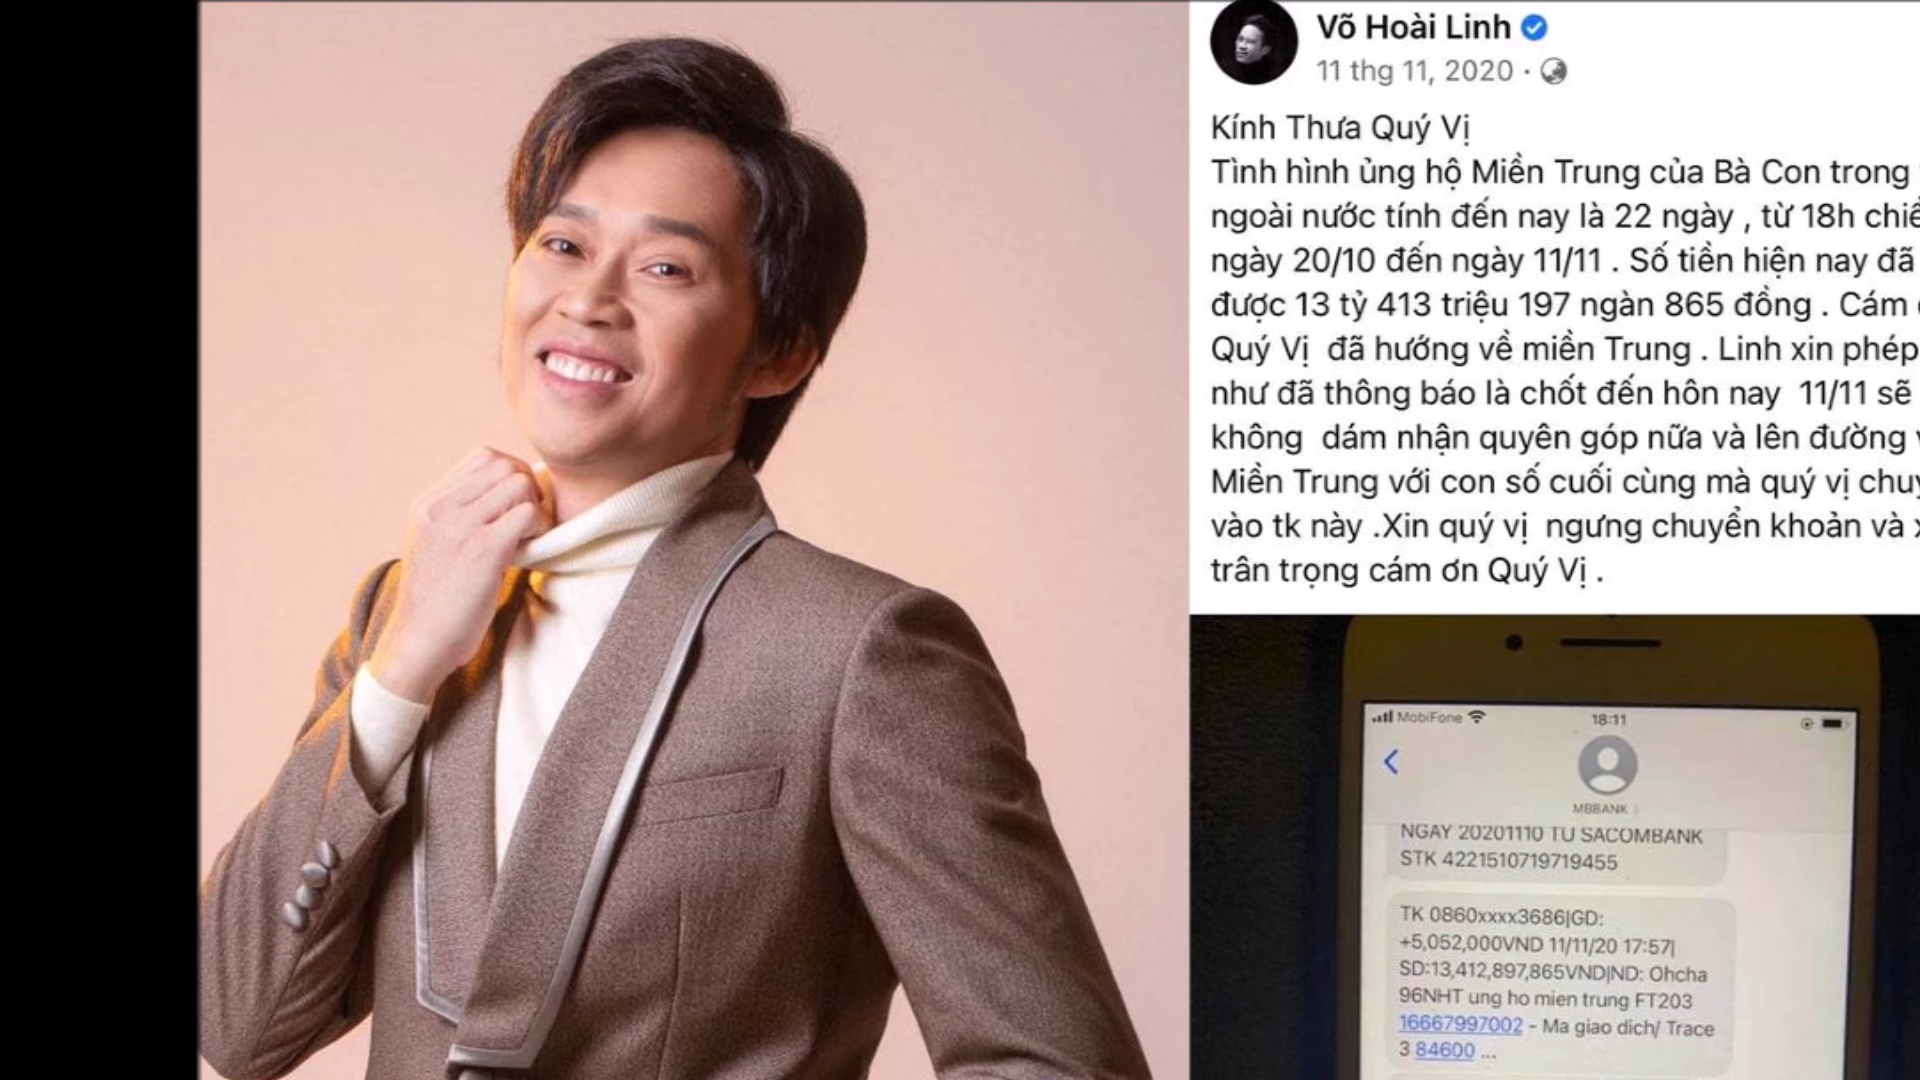 Võ Hoài Linh
11 thg 11, 2020 ·
Kính Thưa Quý Vị
Tình hình ủng hộ Miền Trung của Bà Con trong
ngoài nước tính đến nay là 22 ngày , từ 18h
ngày 20/10 đến ngày 11/11 . Số tiền hiện nay đã
được 13 tỷ 413 triệu 197 ngàn 865 đồng . Cám
Quý Vị đã hướng về miền Trung . Linh xin phép
như đã thông báo là chốt đến hôn nay 11/11 sẽ
không dám nhận quyên góp nữa và lên đường
Miền Trung với con số cuối cùng mà quý vị
vào tk này .Xin quý vị ngưng chuyển khoản và
trân trọng cám ơn Quý Vị .
MobiFone
18:11
MBBANK
NGAY 20201110 TU SACOMBANK
STK 4221510719719455
TK 0860xxxx3686|GD:
+5,052,000VND 11/11/20 17:57|
SD:13,412,897,865VND|ND: Ohcha
96NHT ung ho mien trung FT203
16667997002 - Ma giao dich/ Trace
3 84600 ...